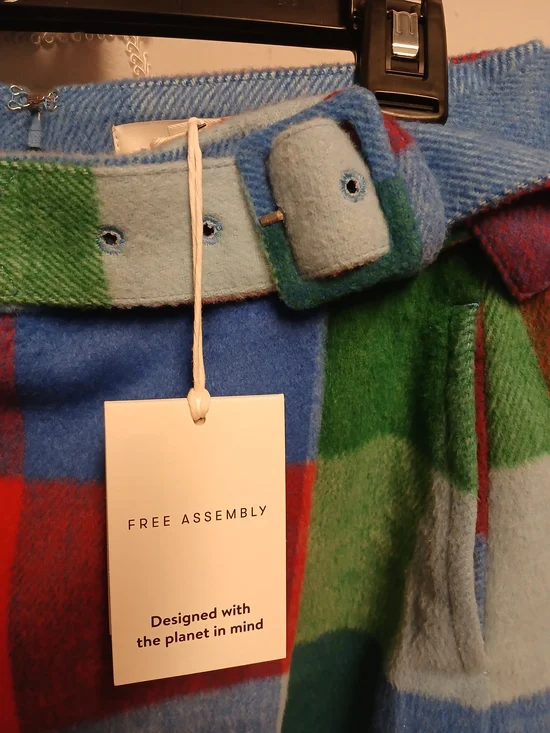 FREE ASSEMBLY
Designed with
the planet in mind